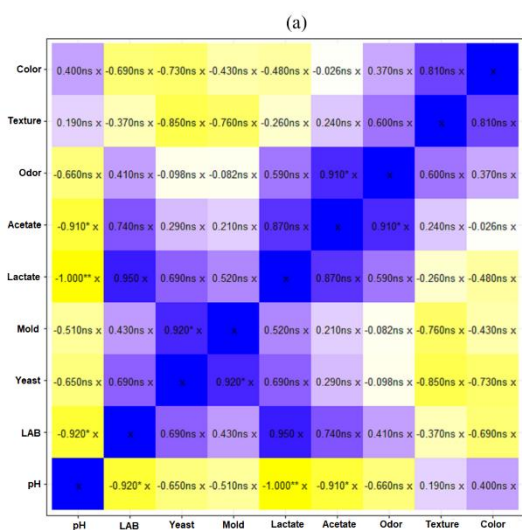 (a)
Color 0.400ns x -0.690ns x -0.730ns x -0.430ns x -0.480ns x -0.026ns x 0.370ns x 0.810ns x x
Texture 0.190ns x -0.370ns x -0.850ns x -0.760ns x -0.260ns x 0.240ns x 0.600ns x x 0.810ns x
Odor -0.660ns x 0.410ns x -0.098ns x -0.082ns x 0.590ns x 0.910* x x 0.600ns x 0.370ns x
Acetate -0.910* x 0.740ns x 0.290ns x 0.210ns x 0.870ns x x 0.910* x 0.240ns x -0.026ns x
Lactate -1.000** x 0.950 x 0.690ns x 0.520ns x x 0.870ns x 0.590ns x -0.260ns x -0.480ns x
Mold -0.510ns x 0.430ns x 0.920* x x 0.520ns x 0.210ns x -0.082ns x -0.760ns x -0.430ns x
Yeast -0.650ns x 0.690ns x x 0.920* x 0.690ns x 0.290ns x -0.098ns x -0.850ns x -0.730ns x
LAB -0.920* x x 0.690ns x 0.430ns x 0.950 x 0.740ns x 0.410ns x -0.370ns x -0.690ns x
pH x -0.920* x -0.650ns x -0.510ns x -1.000** x -0.910* x -0.660ns x 0.190ns x 0.400ns x
pH LAB Yeast Mold Lactate Acetate Odor Texture Color